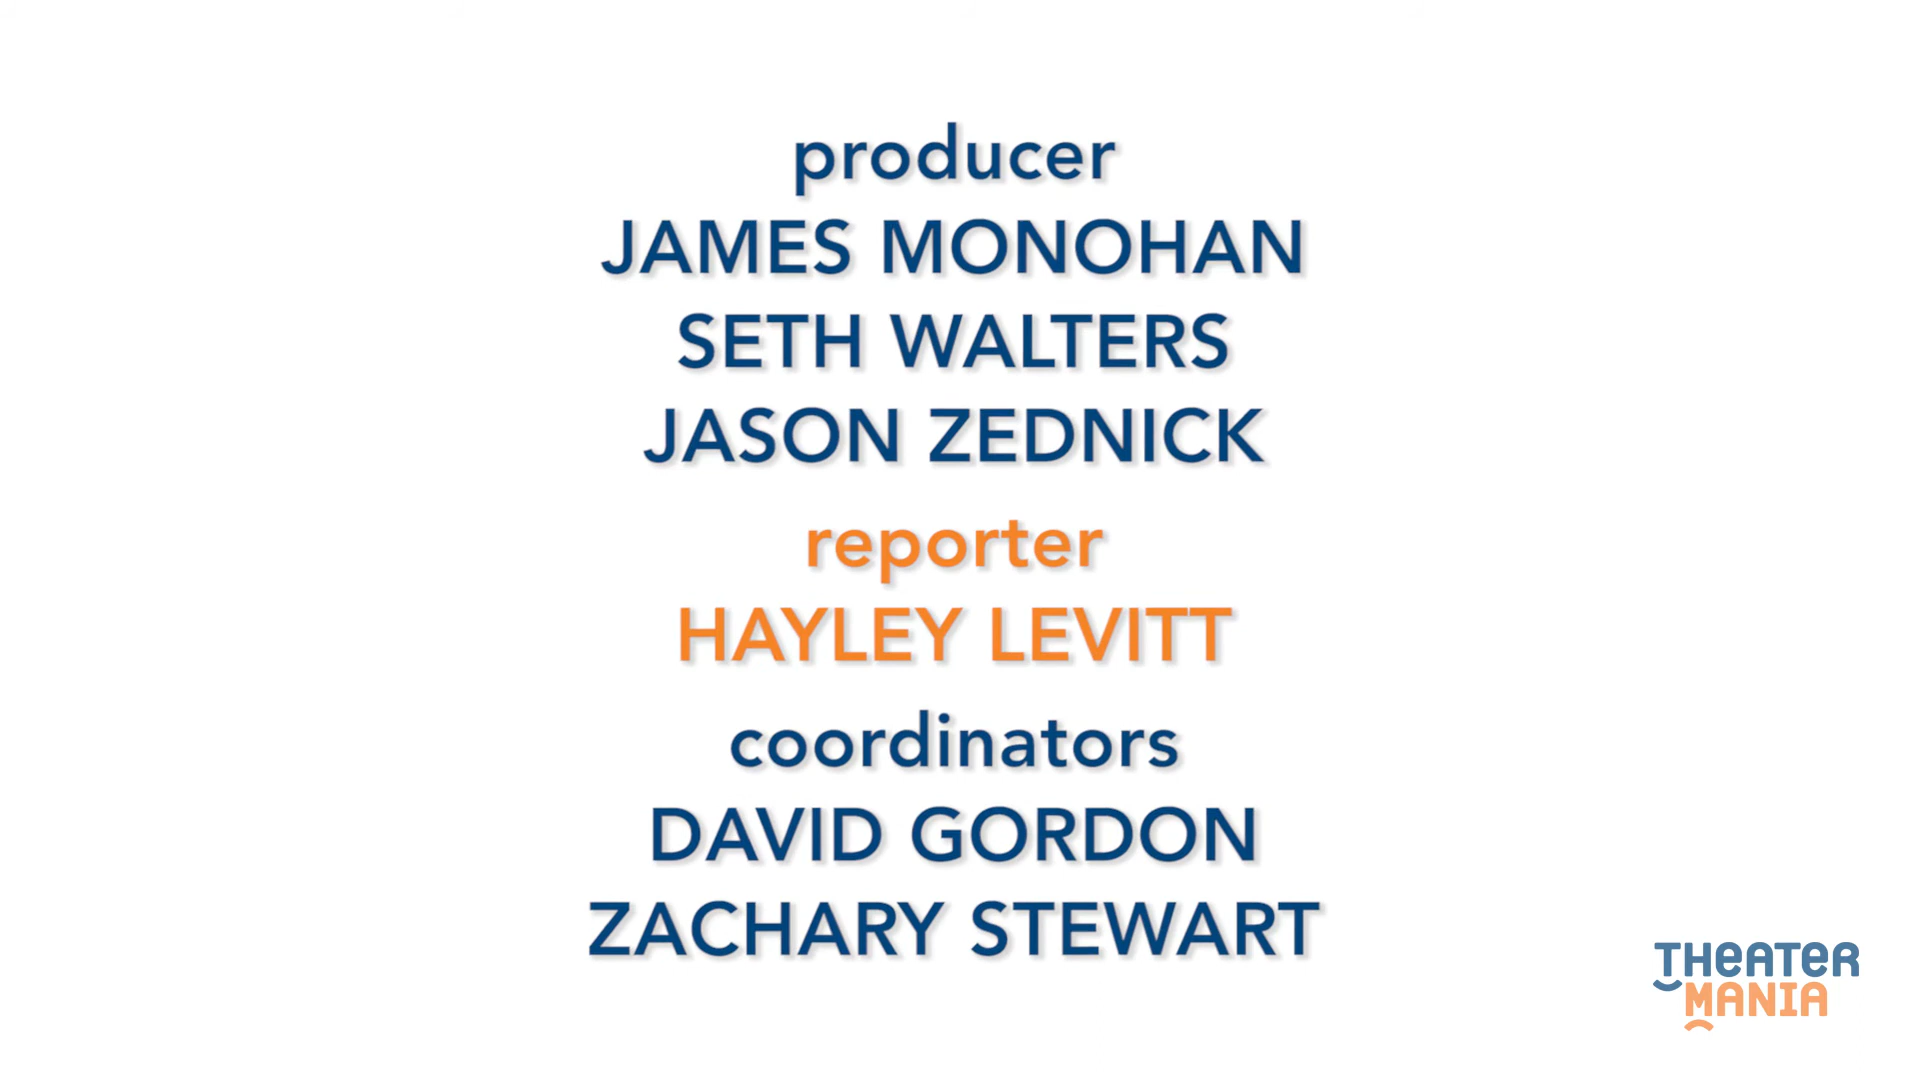 producer
JAMES MONOHAN
SETH WALTERS
JASON ZEDNICK
reporter
HAYLEY LEVITT
coordinators
DAVID GORDON
ZACHARY STEWART
THEATER
MANIA